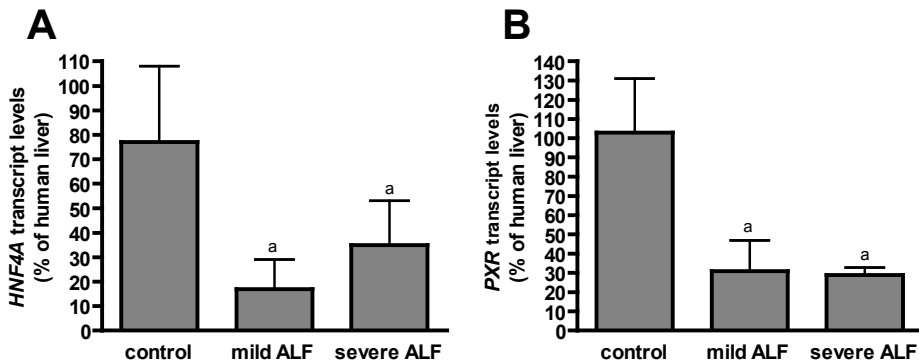 A
HNF4A transcript levels
(% of human liver)
110
100
90
80
70
60
50
40
30
20
10
0
a
a
control
mild ALF
severe ALF
B
PXR transcript levels
(% of human liver)
140
130
120
110
100
90
80
70
60
50
40
30
20
10
0
a
a
control
mild ALF
severe ALF